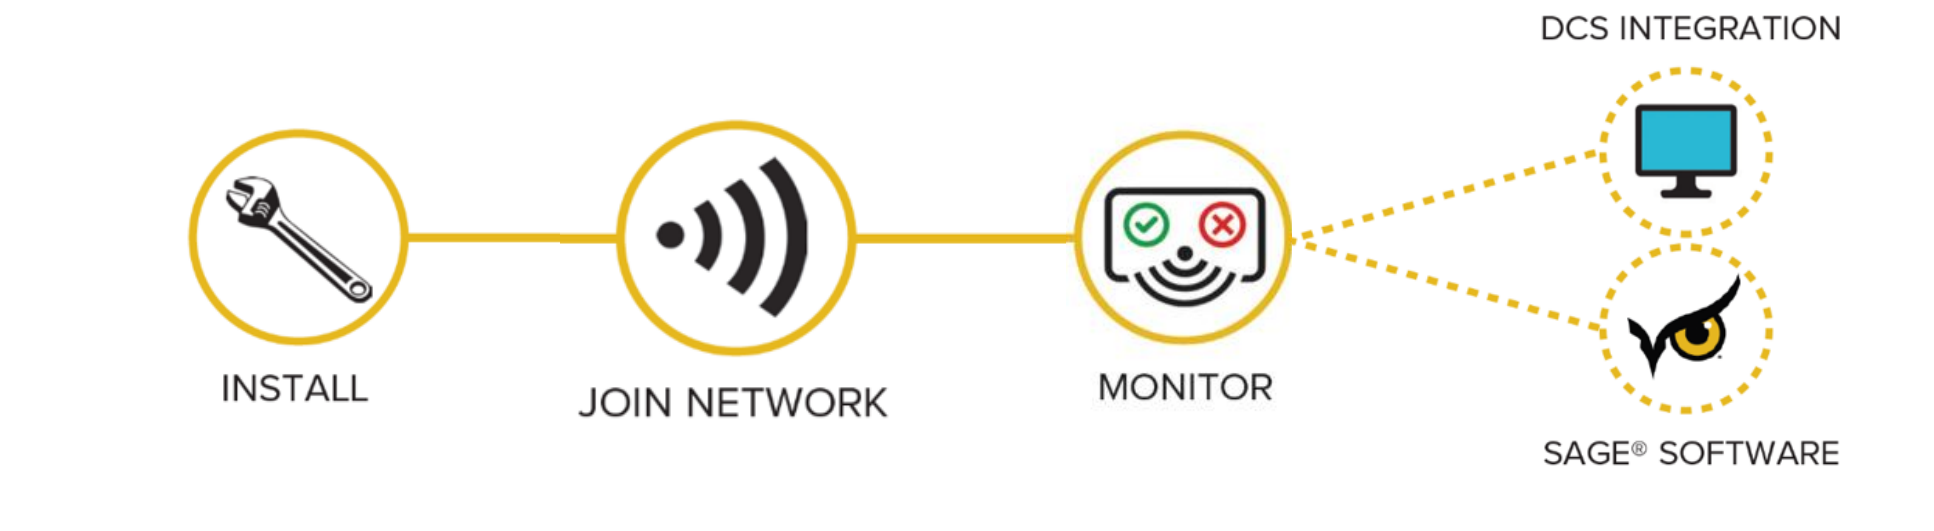 DCS INTEGRATION
INSTALL
JOIN NETWORK
MONITOR
SAGE® SOFTWARE